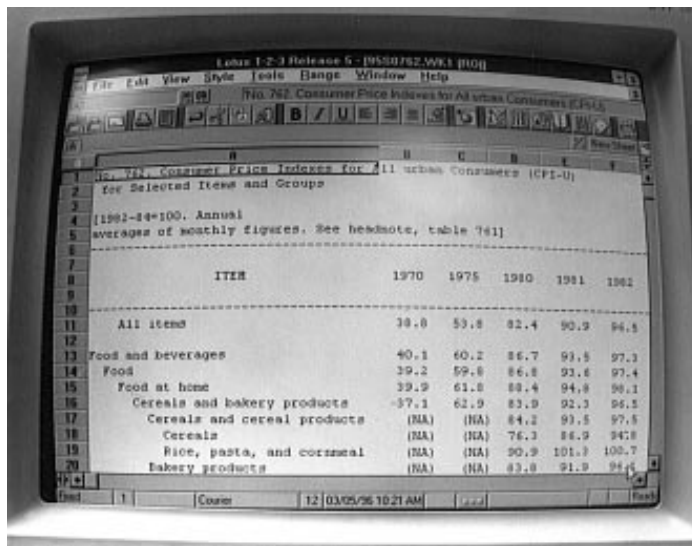 Lotus 1-2-3 Release 5 - [95S0762.WK1 (RO)]
File Edit View Style Tools Range Window Help
'No. 762. Consumer Price Indexes for All urban Consumers (CPI-U)
B I U
New Sheet
A B C D E F
1 No. 762. Consumer Price Indexes for All urban Consumers (CPI-U)
2 for Selected Items and Groups
3
4 [1982-84=100. Annual
5 averages of monthly figures. See headnote, table 761]
6
7
8 ITEM 1970 1975 1980 1981 1982
9
10
11 All items 38.8 53.8 82.4 90.9 96.5
12
13 Food and beverages 40.1 60.2 86.7 93.5 97.3
14 Food 39.2 59.8 86.8 93.6 97.4
15 Food at home 39.9 61.8 88.4 94.8 98.1
16 Cereals and bakery products 37.1 62.9 83.9 92.3 96.5
17 Cereals and cereal products (NA) (NA) 84.2 93.5 97.5
18 Cereals (NA) (NA) 76.3 86.9 94.8
19 Rice, pasta, and cornmeal (NA) (NA) 90.9 101.3 100.7
20 Bakery products (NA) (NA) 83.8 91.9
Fixed 1 Courier 12 03/05/96 10:21 AM Ready